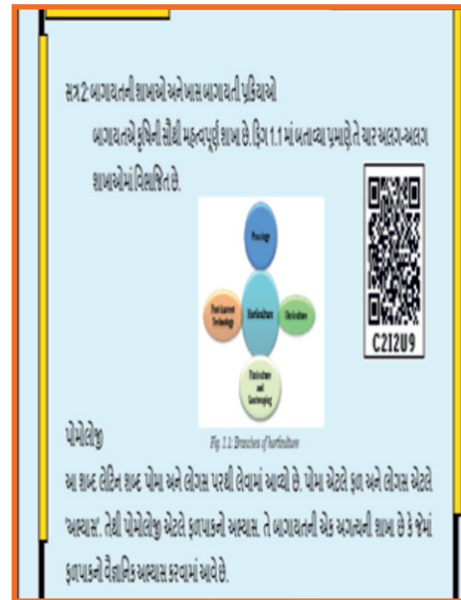 સત્ર.2: બાગાયતની શાખાઓ અને ખાસ બાગાયતી પ્રક્રિયાઓ
બાગાયતએ કૃષિની સૌથી મહત્વપૂર્ણ શાખા છે. ફિગ 1.1 માં બતાવ્યા પ્રમાણે તે ચાર અલગ-અલગ
શાખાઓમાં વિભાજિત છે.
Pomology
Post-harvest
Technology
Horticulture
Olericulture
Floriculture
and
Landscaping
C2I2U9
Fig. 1.1: Branches of horticulture
પોમોલોજી
આ શબ્દ લેટિન શબ્દ પોમા અને લોગસ પરથી લેવામાં આવ્યો છે. પોમા એટલે ફળ અને લોગસ એટલે
'અભ્યાસ'. તેથી પોમોલોજી એટલે ફળપાકનો અભ્યાસ. તે બાગાયતની એક અગત્યની શાખા છે કે જેમાં
ફળપાકનો વૈજ્ઞાનિક અભ્યાસ કરવામાં આવે છે.